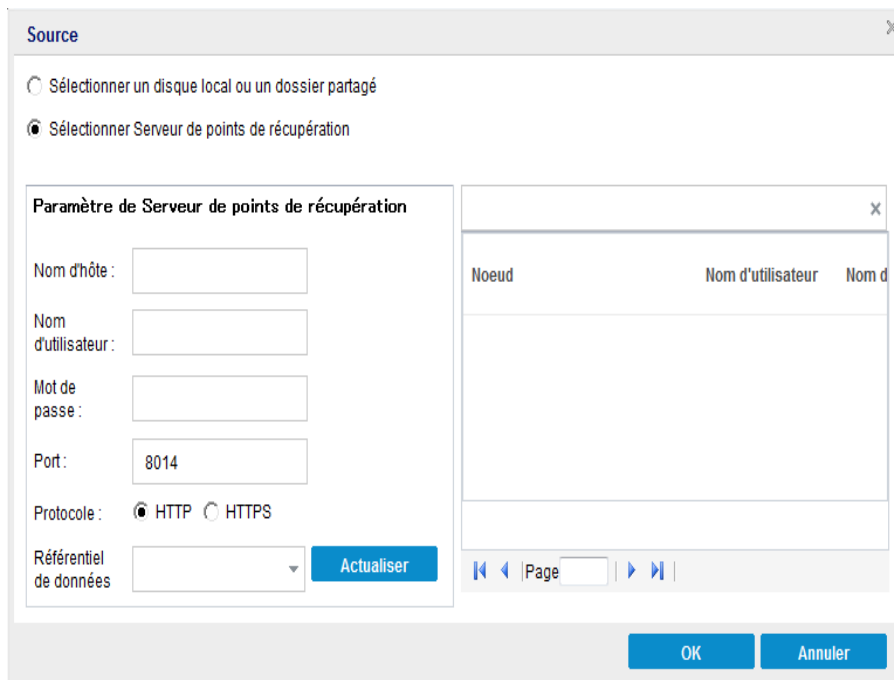 Source
Sélectionner un disque local ou un dossier partagé
Sélectionner Serveur de points de récupération
Paramètre de Serveur de points de récupération
Nom d'hôte :
Nom
d'utilisateur :
Mot de
passe :
Port :
8014
Protocole :
HTTP
HTTPS
Référentiel
de données
Actualiser
Noeud
Nom d'utilisateur
Nom d
Page
OK
Annuler